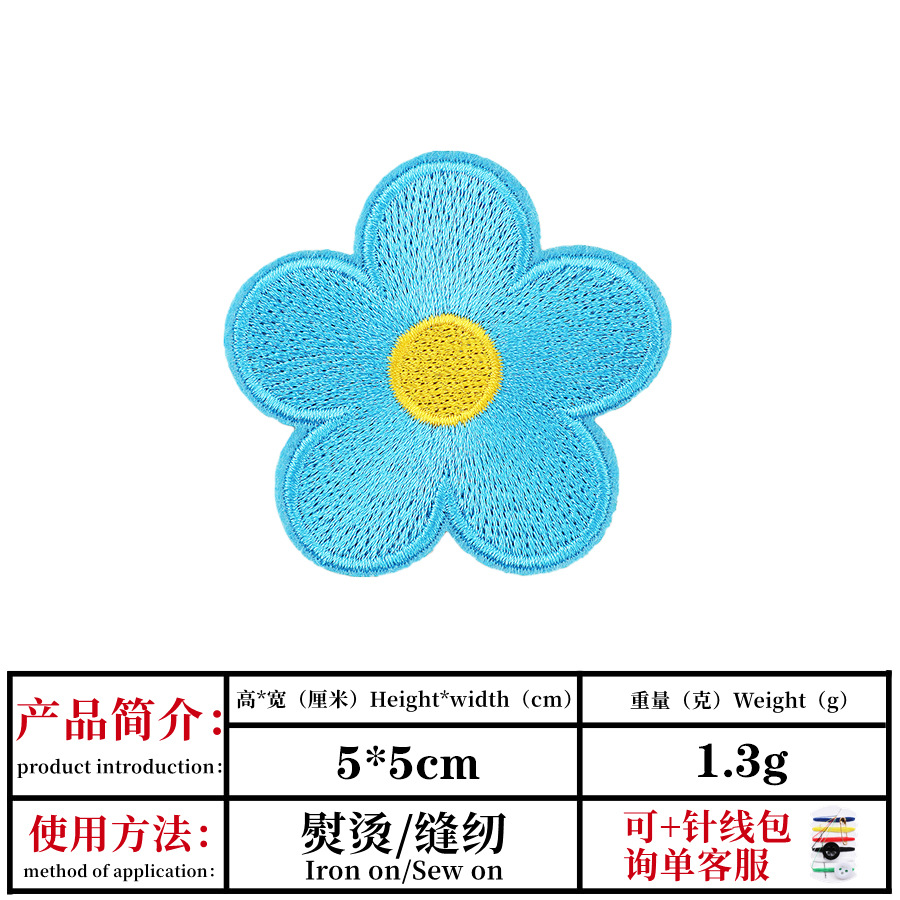 产品简介：
product introduction:
高*宽（厘米）Height*width（cm）
重量（克）Weight（g）
5*5cm
1.3g
使用方法：
method of application:
熨烫/缝纫
Iron on/Sew on
可+针线包
询单客服